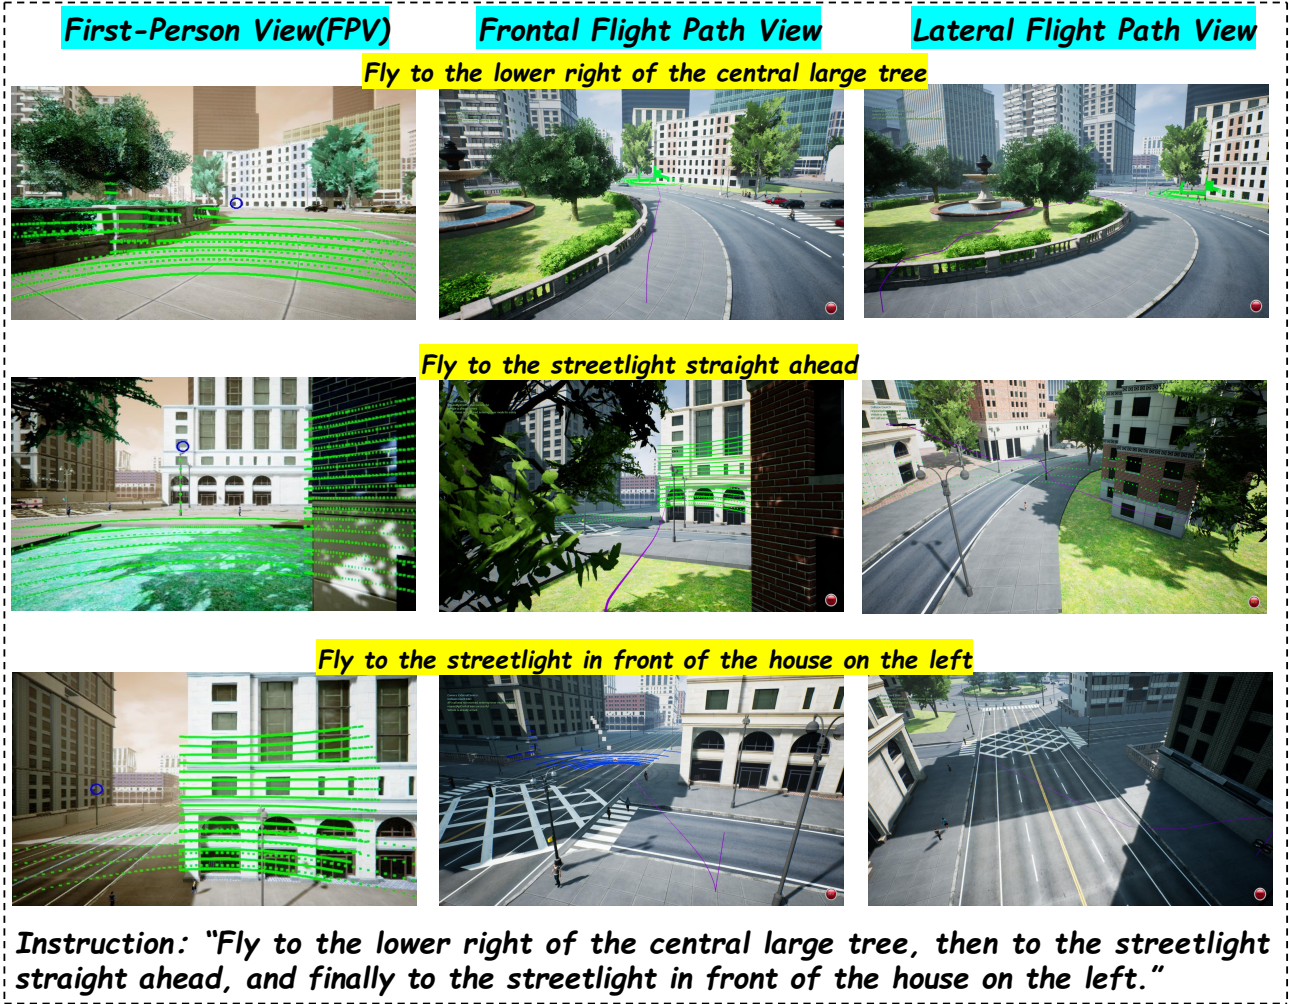 First-Person View(FPV)
Frontal Flight Path View
Lateral Flight Path View
Fly to the lower right of the central large tree
Fly to the streetlight straight ahead
Fly to the streetlight in front of the house on the left
Instruction: “Fly to the lower right of the central large tree, then to the streetlight
straight ahead, and finally to the streetlight in front of the house on the left.”